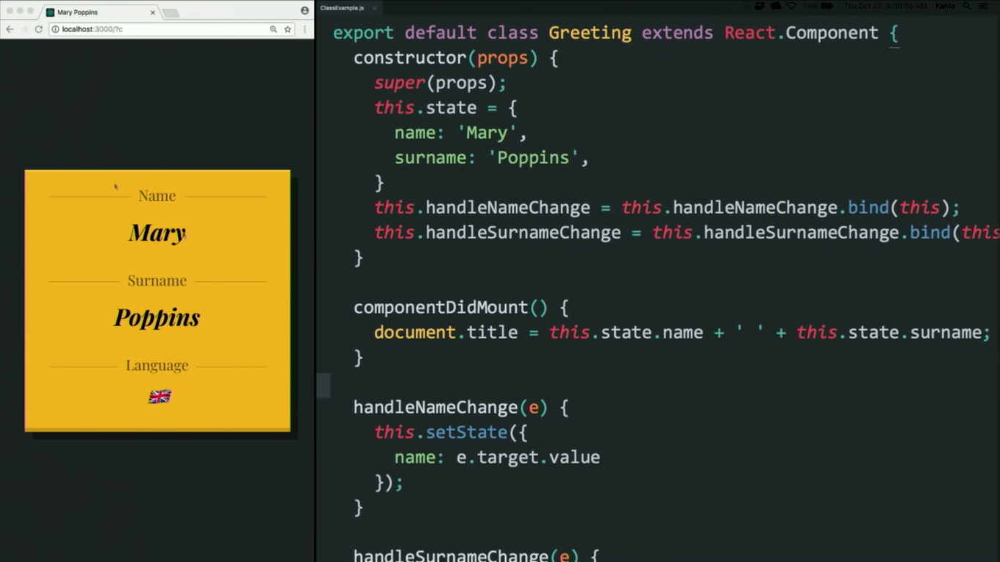 Mary Poppins
localhost:3000/?c
Name
Mary
Surname
Poppins
Language
ClassExample.js
100%
Thu Oct 25 9:36:53 AM
Kahlo
export default class Greeting extends React.Component {
constructor(props) {
super(props);
this.state = {
name: 'Mary',
surname: 'Poppins',
}
this.handleNameChange = this.handleNameChange.bind(this);
this.handleSurnameChange = this.handleSurnameChange.bind(this
}
componentDidMount() {
document.title = this.state.name + ' ' + this.state.surname;
}
handleNameChange(e) {
this.setState({
name: e.target.value
});
}
handleSurnameChange(e) {